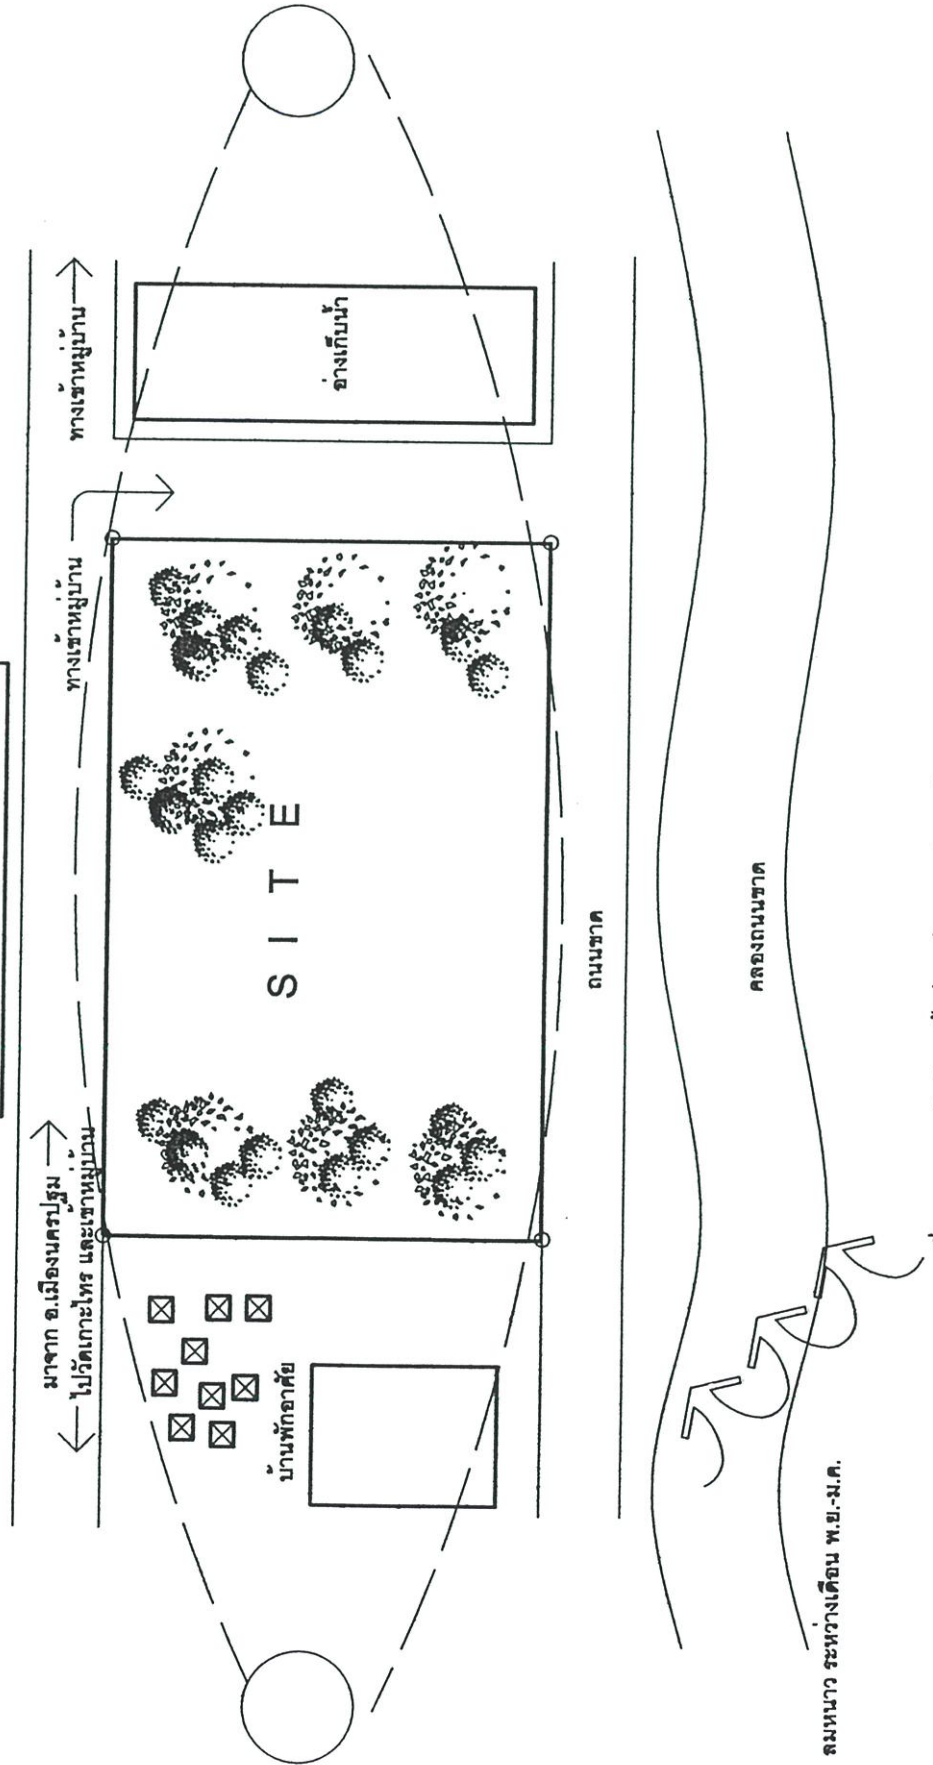 มาจาก อ.เมืองนครปฐม
ไปวัดเกาะไทร และเข้าหมู่บ้าน
ทางเข้าหมู่บ้าน
ทางเข้าหมู่บ้าน
บ้านพักอาศัย
SITE
อ่างเก็บน้ำ
ถนนขาด
คลองถนนขาด
ลมหนาว ระหว่างเดือน พ.ย.-ม.ค.